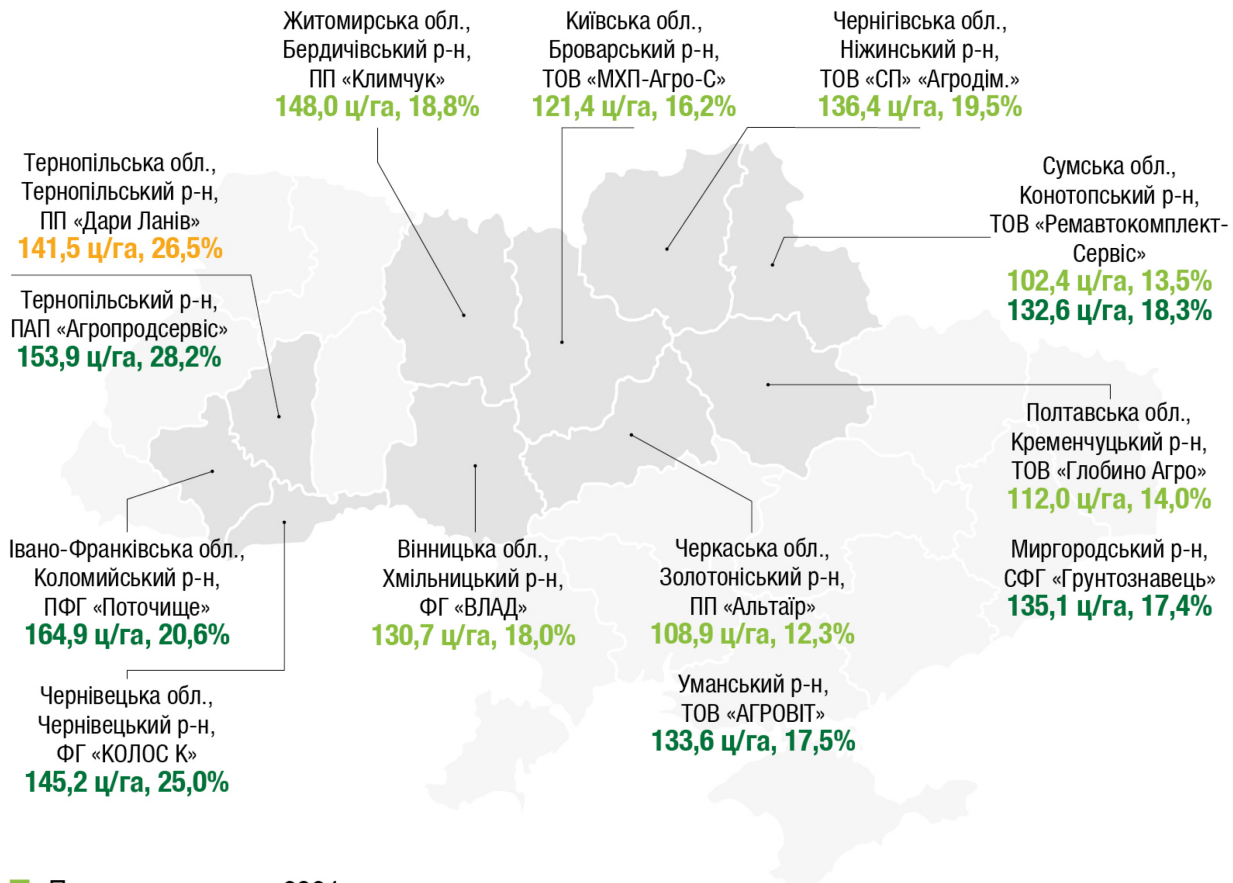 Житомирська обл.,
Бердичівський р-н,
ПП «Климчук»
148,0 ц/га, 18,8%
Київська обл.,
Броварський р-н,
ТОВ «МХП-Агро-С»
121,4 ц/га, 16,2%
Чернігівська обл.,
Ніжинський р-н,
ТОВ «СП» «Агродім.»
136,4 ц/га, 19,5%
Тернопільська обл.,
Тернопільський р-н,
ПП «Дари Ланів»
141,5 ц/га, 26,5%
Тернопільський р-н,
ПАП «Агропродсервіс»
153,9 ц/га, 28,2%
Сумська обл.,
Конотопський р-н,
ТОВ «Ремавтокомплект-
Сервіс»
102,4 ц/га, 13,5%
132,6 ц/га, 18,3%
Полтавська обл.,
Кременчуцький р-н,
ТОВ «Глобино Агро»
112,0 ц/га, 14,0%
Миргородський р-н,
СФГ «Грунтознавець»
135,1 ц/га, 17,4%
Івано-Франківська обл.,
Коломийський р-н,
ПФГ «Поточище»
164,9 ц/га, 20,6%
Вінницька обл.,
Хмільницький р-н,
ФГ «ВЛАД»
130,7 ц/га, 18,0%
Черкаська обл.,
Золотоніський р-н,
ПП «Альтаїр»
108,9 ц/га, 12,3%
Уманський р-н,
ТОВ «АГРОВІТ»
133,6 ц/га, 17,5%
Чернівецька обл.,
Чернівецький р-н,
ФГ «КОЛОС К»
145,2 ц/га, 25,0%